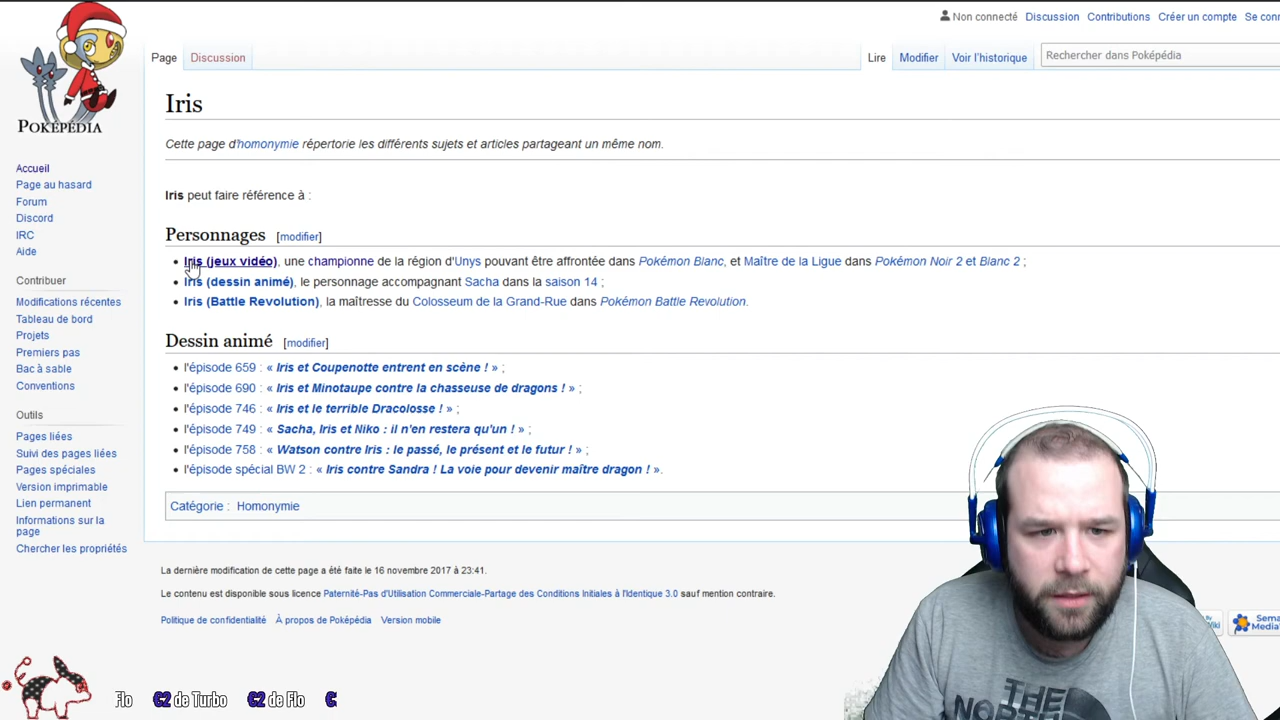 Non connecté Discussion Contributions Créer un compte
Page Discussion Lire Modifier Voir l'historique Rechercher dans Poképédia
POKÉPÉDIA
Accueil
Page au hasard
Forum
Discord
IRC
Aide
Contribuer
Modifications récentes
Tableau de bord
Projets
Premiers pas
Bac à sable
Conventions
Outils
Pages liées
Suivi des pages liées
Pages spéciales
Version imprimable
Lien permanent
Informations sur la
page
Chercher les propriétés
Iris
Cette page d'homonymie répertorie les différents sujets et articles partageant un même nom.
Iris peut faire référence à :
Personnages [modifier]
Iris (jeux vidéo), une championne de la région d'Unys pouvant être affrontée dans Pokémon Blanc, et Maître de la Ligue dans Pokémon Noir 2 et Blanc 2 ;
Iris (dessin animé), le personnage accompagnant Sacha dans la saison 14 ;
Iris (Battle Revolution), la maîtresse du Colosseum de la Grand-Rue dans Pokémon Battle Revolution.
Dessin animé [modifier]
l'épisode 659 : « Iris et Coupenotte entrent en scène ! » ;
l'épisode 690 : « Iris et Minotaupe contre la chasseuse de dragons ! » ;
l'épisode 746 : « Iris et le terrible Dracolosse ! » ;
l'épisode 749 : « Sacha, Iris et Niko : il n'en restera qu'un ! » ;
l'épisode 758 : « Watson contre Iris : le passé, le présent et le futur ! » ;
l'épisode spécial BW 2 : « Iris contre Sandra ! La voie pour devenir maître dragon ! ».
Catégorie : Homonymie
La dernière modification de cette page a été faite le 16 novembre 2017 à 23:41.
Le contenu est disponible sous licence Paternité-Pas d'Utilisation Commerciale-Partage des Conditions Initiales à l'Identique 3.0 sauf mention contraire.
Politique de confidentialité À propos de Poképédia Version mobile
THE
NORTH
Flo C2 de Turbo C2 de Flo